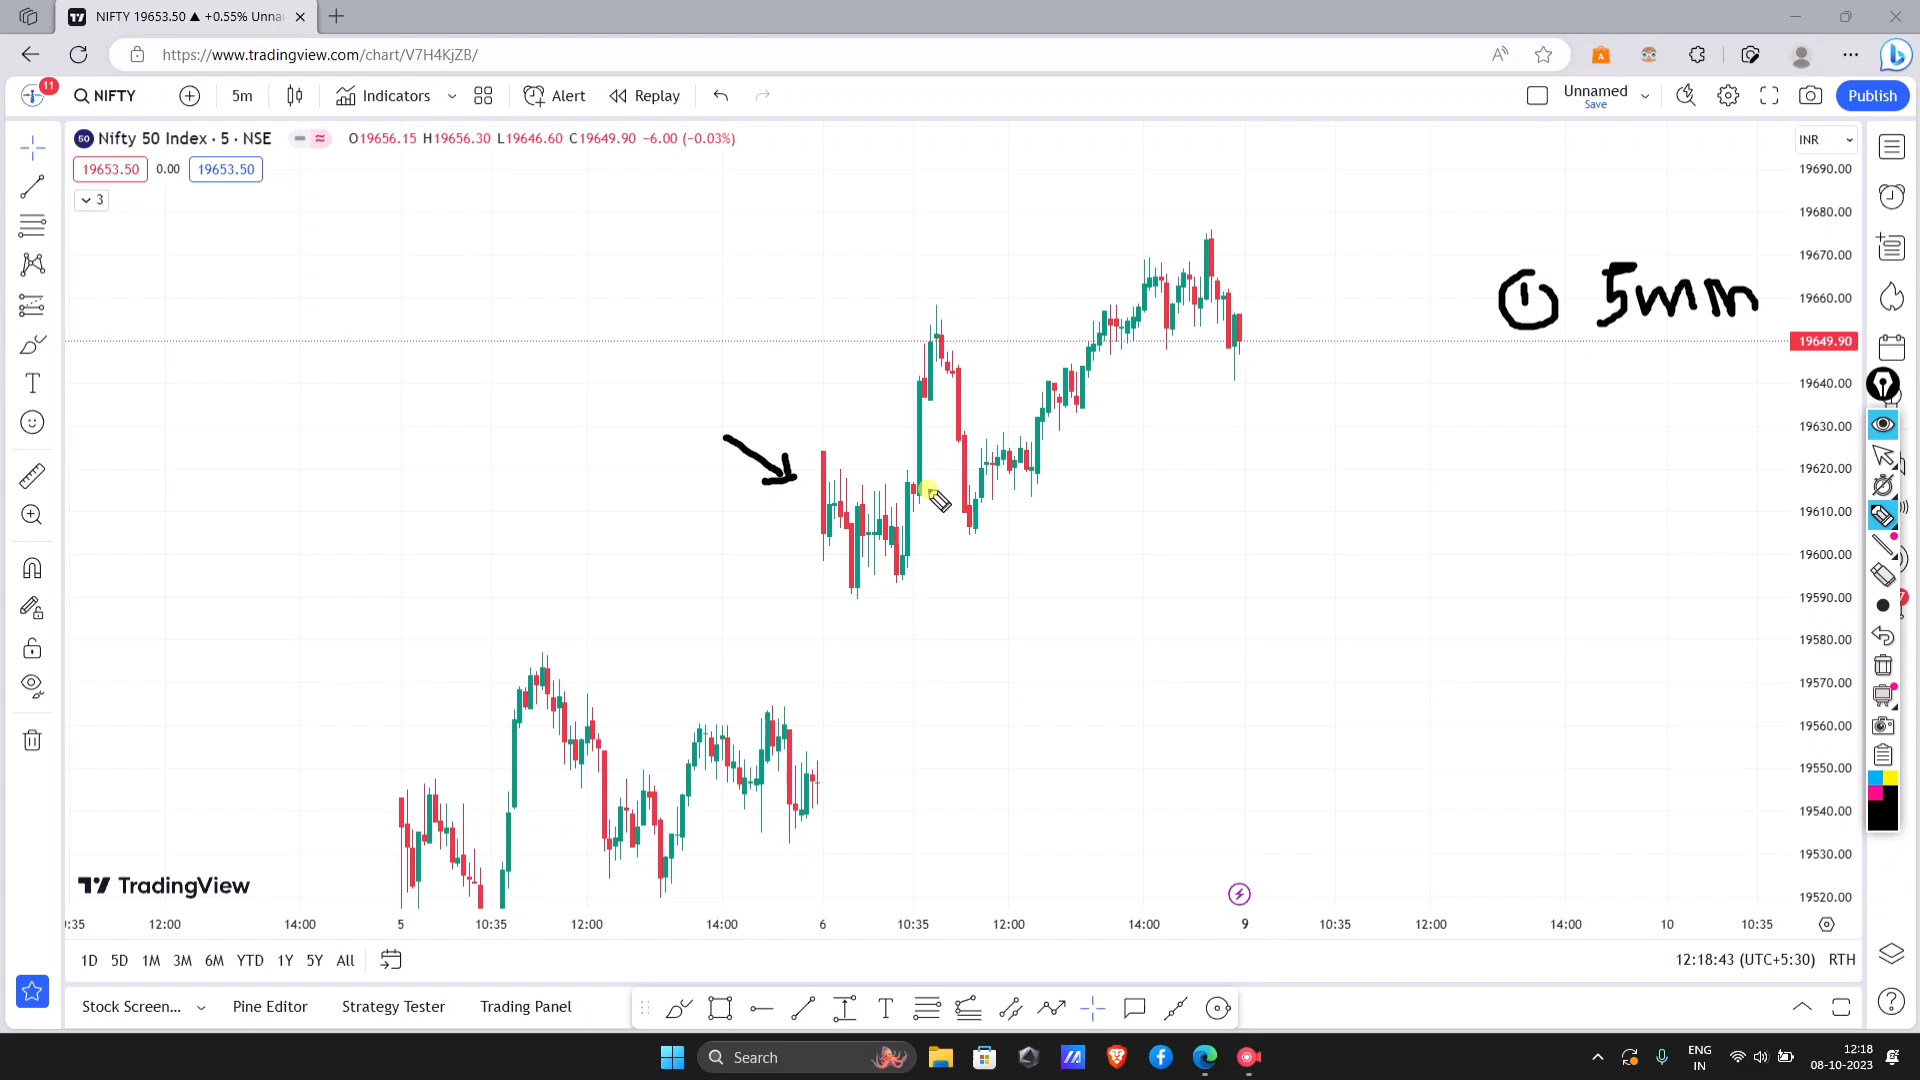 NIFTY 19653.50 ▲ +0.55% Unna
https://www.tradingview.com/chart/V7H4KjZB/
11
NIFTY
5m
Indicators
Alert
Replay
Unnamed
Save
Publish
Nifty 50 Index · 5 · NSE
O19656.15 H19656.30 L19646.60 C19649.90 −6.00 (−0.03%)
INR
19653.50
0.00
19653.50
3
19690.00
19680.00
19670.00
19660.00
19649.90
19640.00
19630.00
19620.00
19610.00
19600.00
19590.00
19580.00
19570.00
19560.00
19550.00
19540.00
19530.00
19520.00
① 5min
TradingView
:35
12:00
14:00
5
10:35
12:00
14:00
6
10:35
12:00
14:00
9
10:35
12:00
14:00
10
10:35
1D 5D 1M 3M 6M YTD 1Y 5Y All
12:18:43 (UTC+5:30) RTH
Stock Screen...
Pine Editor
Strategy Tester
Trading Panel
Search
ENG
IN
12:18
08-10-2023